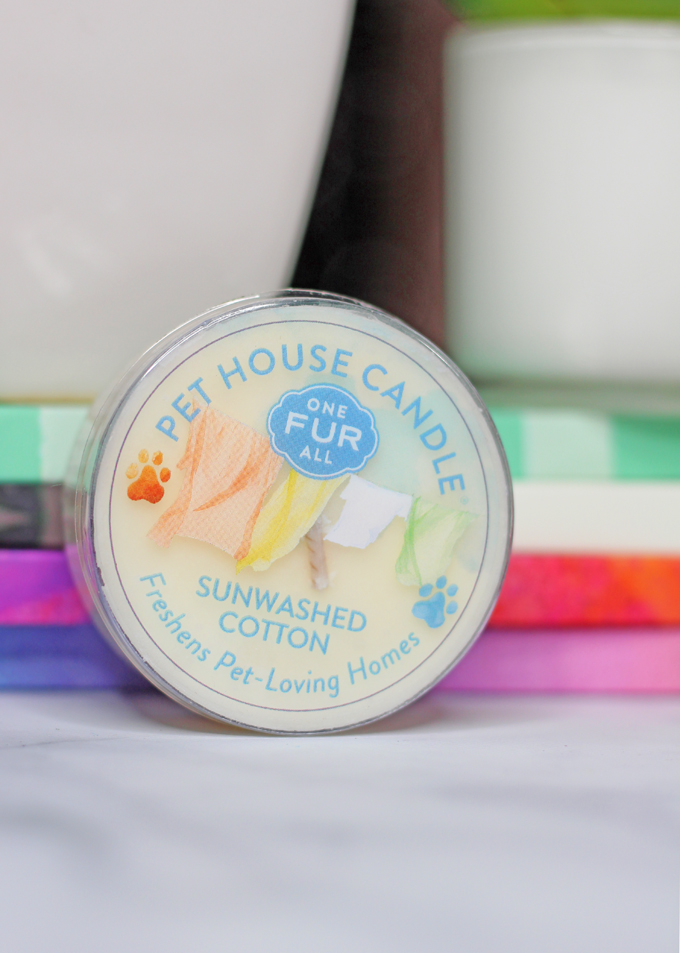 PET HOUSE CANDLE
ONE
FUR
ALL
SUNWASHED
COTTON
Freshens Pet-Loving Homes